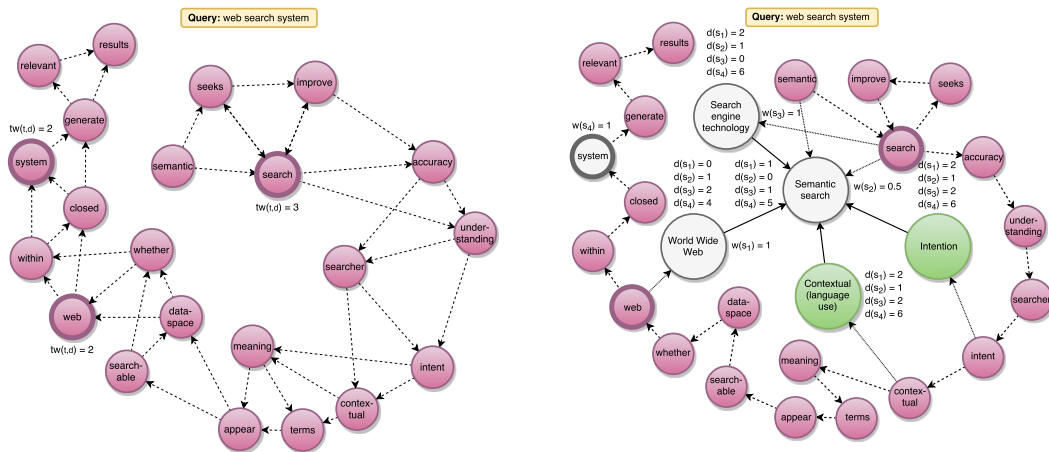 Query: web search system
results
relevant
seeks
improve
generate
tw(t,d) = 2
system
semantic
search
accuracy
tw(t,d) = 3
closed
under-
standing
within
whether
searcher
web
data-
space
tw(t,d) = 2
meaning
search-
able
intent
contex-
tual
appear
terms
Query: web search system
d(s1) = 2
d(s2) = 1
d(s3) = 0
d(s4) = 6
results
relevant
semantic
improve
seeks
Search
engine
technology
generate
w(s3) = 1
w(s4) = 1
system
search
accuracy
d(s1) = 0
d(s2) = 1
d(s3) = 2
d(s4) = 4
d(s1) = 1
d(s2) = 0
d(s3) = 1
d(s4) = 5
Semantic
search
w(s2) = 0.5
d(s1) = 2
d(s2) = 1
d(s3) = 2
d(s4) = 6
closed
under-
standing
within
World Wide
Web
w(s1) = 1
Intention
Contextual
(language
use)
d(s1) = 2
d(s2) = 1
d(s3) = 2
d(s4) = 6
searcher
web
data-
space
whether
meaning
intent
search-
able
contex-
tual
appear
terms